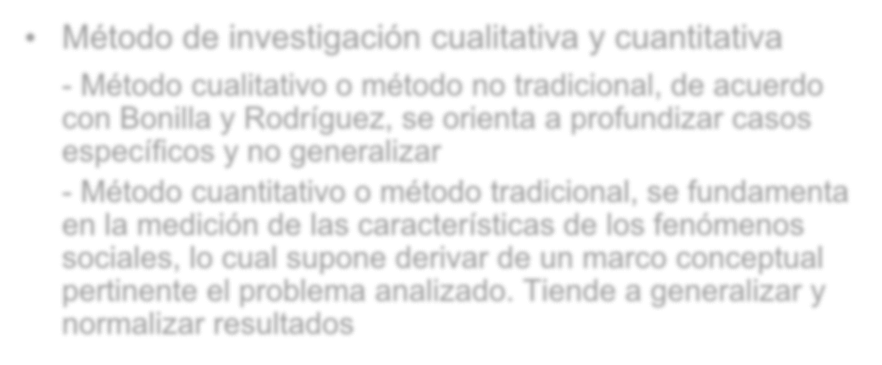 • Método de investigación cualitativa y cuantitativa
- Método cualitativo o método no tradicional, de acuerdo
con Bonilla y Rodríguez, se orienta a profundizar casos
específicos y no generalizar
- Método cuantitativo o método tradicional, se fundamenta
en la medición de las características de los fenómenos
sociales, lo cual supone derivar de un marco conceptual
pertinente el problema analizado. Tiende a generalizar y
normalizar resultados